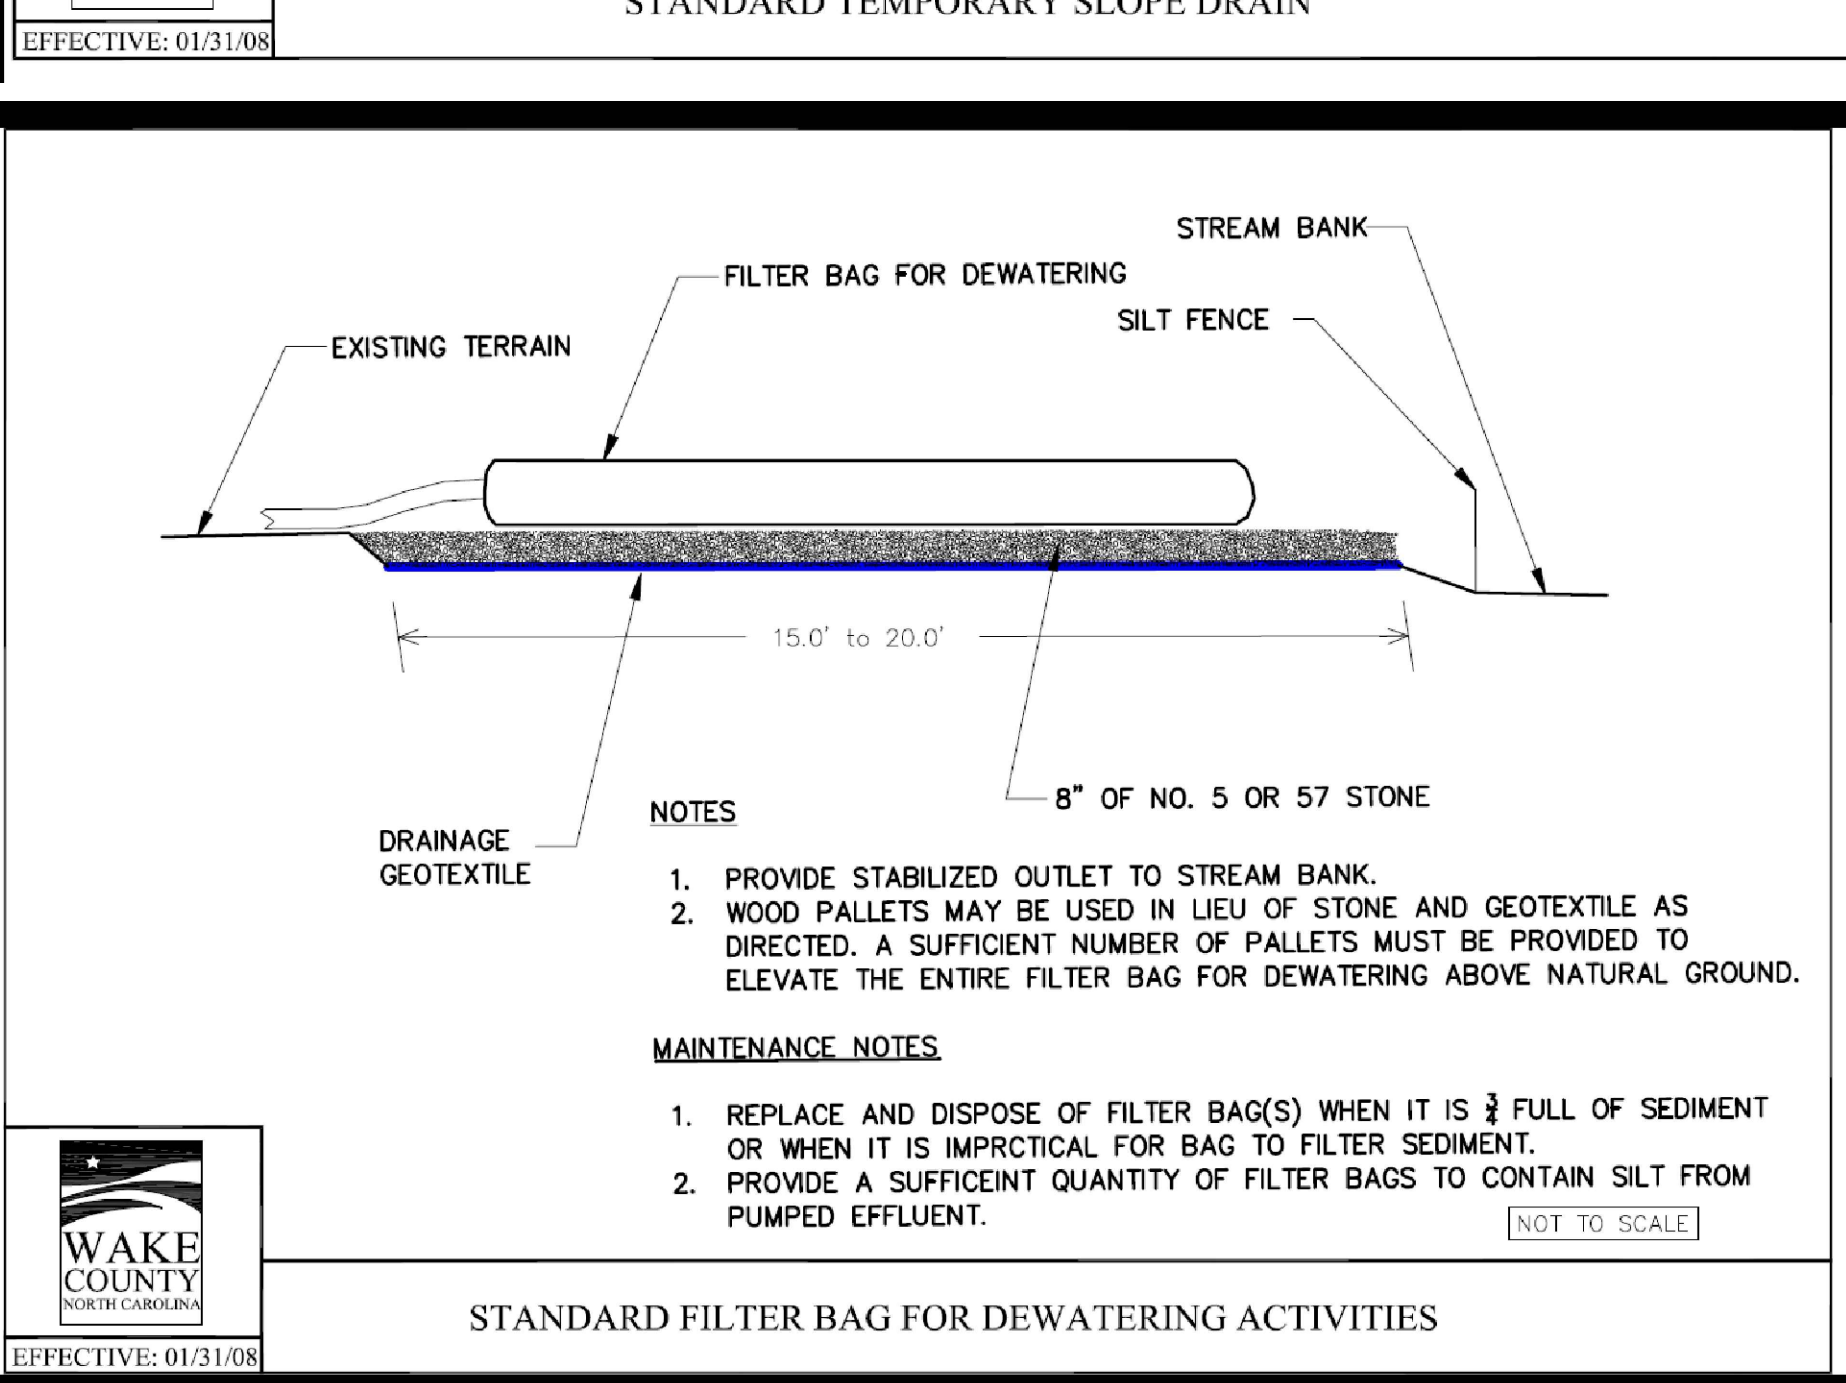 STANDARD TEMPORARY SLOPE DRAIN
EFFECTIVE: 01/31/08
STREAM BANK
FILTER BAG FOR DEWATERING
SILT FENCE
EXISTING TERRAIN
15.0' to 20.0'
8" OF NO. 5 OR 57 STONE
DRAINAGE
GEOTEXTILE
NOTES
1. PROVIDE STABILIZED OUTLET TO STREAM BANK.
2. WOOD PALLETS MAY BE USED IN LIEU OF STONE AND GEOTEXTILE AS
DIRECTED. A SUFFICIENT NUMBER OF PALLETS MUST BE PROVIDED TO
ELEVATE THE ENTIRE FILTER BAG FOR DEWATERING ABOVE NATURAL GROUND.
MAINTENANCE NOTES
1. REPLACE AND DISPOSE OF FILTER BAG(S) WHEN IT IS ¾ FULL OF SEDIMENT
OR WHEN IT IS IMPRCTICAL FOR BAG TO FILTER SEDIMENT.
2. PROVIDE A SUFFICEINT QUANTITY OF FILTER BAGS TO CONTAIN SILT FROM
PUMPED EFFLUENT.
NOT TO SCALE
WAKE
COUNTY
NORTH CAROLINA
STANDARD FILTER BAG FOR DEWATERING ACTIVITIES
EFFECTIVE: 01/31/08